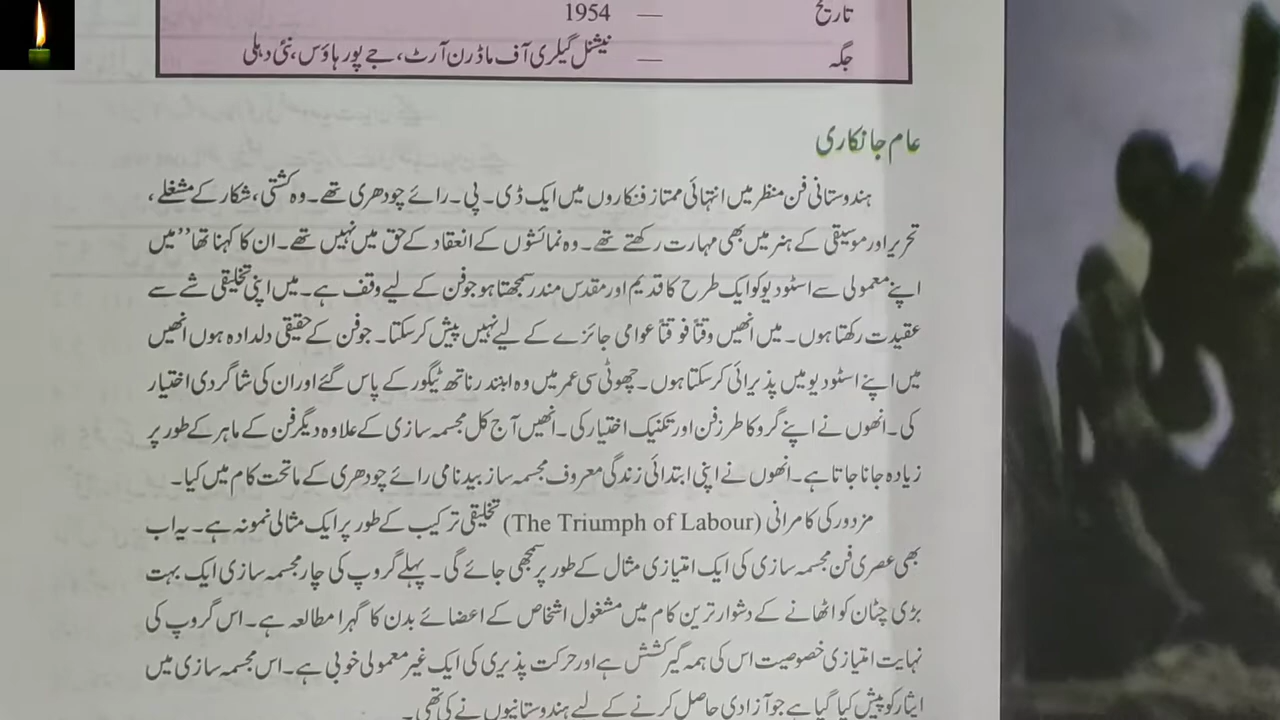 تاریخ — 1954
جگہ — نیشنل گیلری آف ماڈرن آرٹ، جے پور ہاؤس، نئی دہلی
عام جانکاری
ہندوستانی فن منظر میں انتہائی ممتاز فنکاروں میں ایک ڈی۔ پی۔ رائے چودھری تھے۔ وہ کشتی، شکار کے مشغلے،
تحریر اور موسیقی کے ہنر میں بھی مہارت رکھتے تھے۔ وہ نمائشوں کے انعقاد کے حق میں نہیں تھے۔ ان کا کہنا تھا ’’میں
اپنے معمولی سے اسٹودیو کو ایک طرح کا قدیم اور مقدس مندر سمجھتا ہو جو فن کے لیے وقف ہے۔ میں اپنی تخلیقی شے سے
عقیدت رکھتا ہوں۔ میں انھیں وقتاً فوقتاً عوامی جائزے کے لیے نہیں پیش کرسکتا۔ جو فن کے حقیقی دلدادہ ہوں انھیں
میں اپنے اسٹودیو میں پذیرائی کرسکتا ہوں۔ چھوٹی سی عمر میں وہ ابنند رناتھ ٹیگور کے پاس گئے اور ان کی شاگردی اختیار
کی۔ انھوں نے اپنے گرو کا طرز فن اور تکنیک اختیار کی۔ انھیں آج کل مجسمہ سازی کے علاوہ دیگر فن کے ماہر کے طور پر
زیادہ جانا جاتا ہے۔ انھوں نے اپنی ابتدائی زندگی معروف مجسمہ ساز بیدنامی رائے چودھری کے ماتحت کام میں کیا۔
مزدور کی کامرانی (The Triumph of Labour) تخلیقی ترکیب کے طور پر ایک مثالی نمونہ ہے۔ یہ اب
بھی عصری فن مجسمہ سازی کی ایک امتیازی مثال کے طور پر سمجھی جائے گی۔ پہلے گروپ کی چار مجسمہ سازی ایک بہت
بڑی چٹان کو اٹھانے کے دشوار ترین کام میں مشغول اشخاص کے اعضائے بدن کا گہرا مطالعہ ہے۔ اس گروپ کی
نہایت امتیازی خصوصیت اس کی ہمہ گیر کشش ہے اور حرکت پذیری کی ایک غیر معمولی خوبی ہے۔ اس مجسمہ سازی میں
ایثار کو پیش کیا گیا ہے جو آزادی حاصل کرنے کے لیے ہندوستانیوں نے کی تھی۔